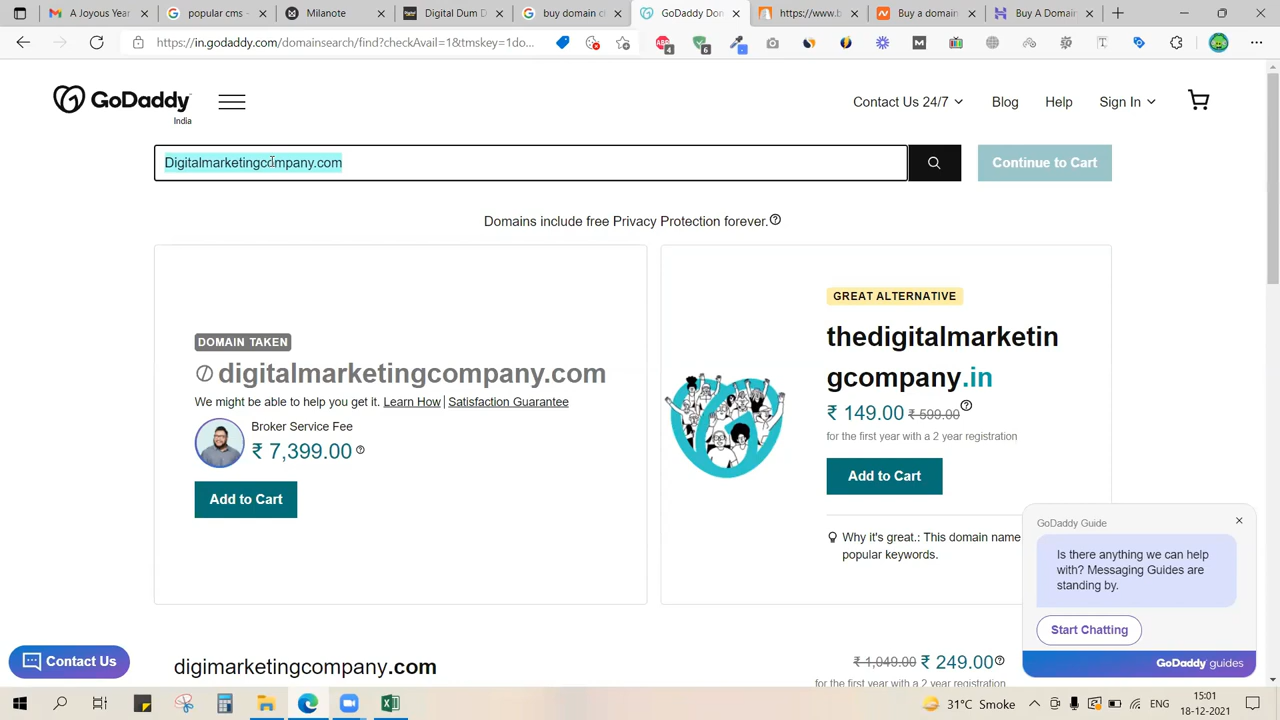 A Joyous Year
google pams -
Milanote
Digital Dum D
buy domain cl
GoDaddy Don
https://www.b
Buy a domain
Buy A Domain
https://in.godaddy.com/domainsearch/find?checkAvail=1&tmskey=1do...
GoDaddy
India
Contact Us 24/7
Blog
Help
Sign In
Digitalmarketingcompany.com
Continue to Cart
Domains include free Privacy Protection forever.
DOMAIN TAKEN
digitalmarketingcompany.com
We might be able to help you get it. Learn How | Satisfaction Guarantee
Broker Service Fee
₹ 7,399.00
Add to Cart
GREAT ALTERNATIVE
thedigitalmarketin
gcompany.in
₹ 149.00 ₹ 599.00
for the first year with a 2 year registration
Add to Cart
Why it's great.: This domain name
popular keywords.
GoDaddy Guide
Is there anything we can help
with? Messaging Guides are
standing by.
Start Chatting
GoDaddy guides
Contact Us
digimarketingcompany.com
₹ 1,049.00 ₹ 249.00
for the first year with a 2 year registration
31°C Smoke
ENG
15:01
18-12-2021